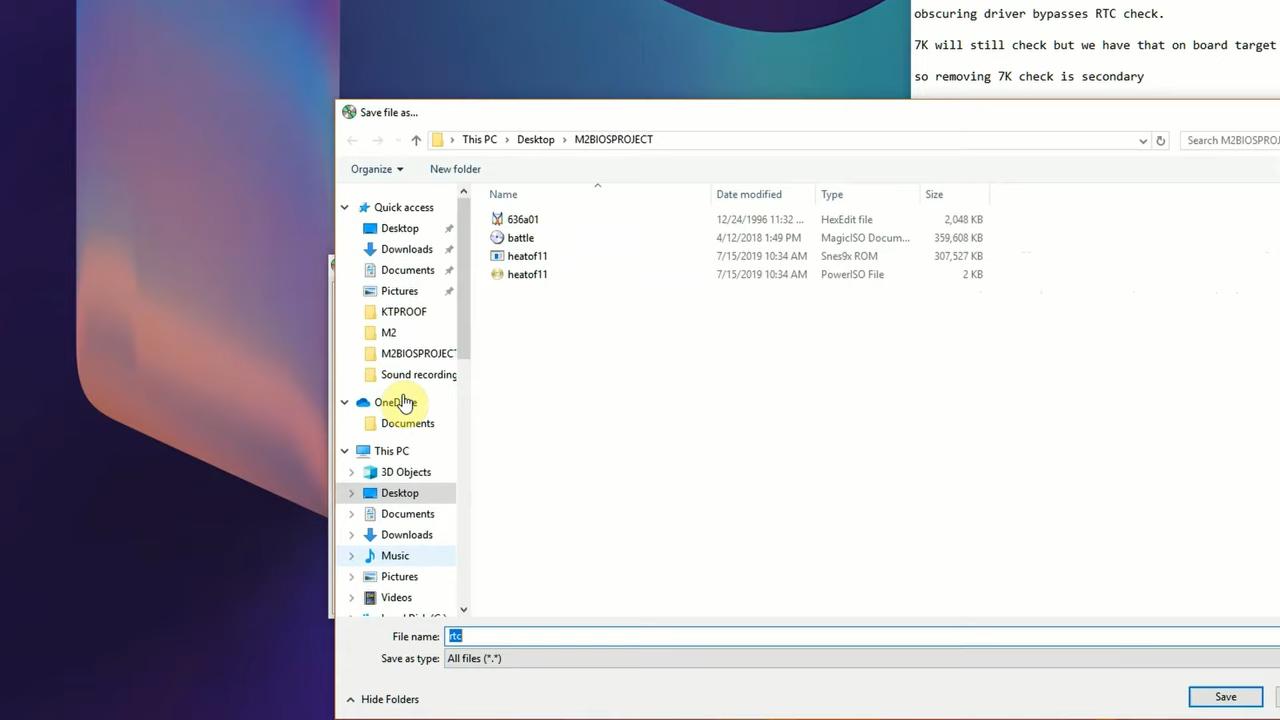 obscuring driver bypasses RTC check.
7K will still check but we have that on board target
so removing 7K check is secondary
Save file as...
This PC > Desktop > M2BIOSPROJECT
Search M2BIOSPROJ
Organize
New folder
Name Date modified Type Size
Quick access
Desktop
Downloads
Documents
Pictures
KTPROOF
M2
M2BIOSPROJECT
Sound recording
Documents
This PC
3D Objects
Desktop
Documents
Downloads
Music
Pictures
Videos
636a01 12/24/1996 11:32 ... HexEdit file 2,048 KB
battle 4/12/2018 1:49 PM MagicISO Docum... 359,608 KB
heatof11 7/15/2019 10:34 AM Snes9x ROM 307,527 KB
heatof11 7/15/2019 10:34 AM PowerISO File 2 KB
File name: rtc
Save as type: All files (*.*)
Hide Folders
Save